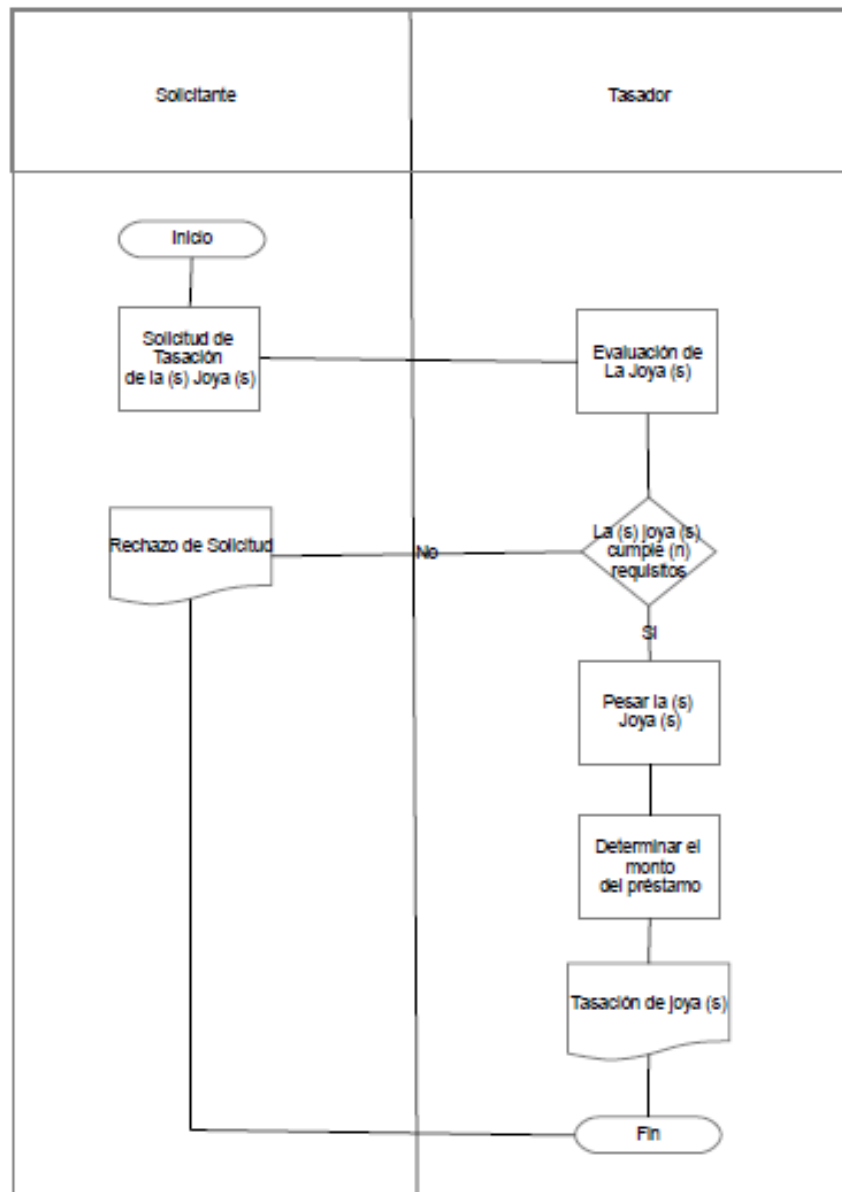 Solicitante
Tasador
Inicio
Solicitud de
Tasación
de la (s) Joya (s)
Evaluación de
La Joya (s)
La (s) joya (s)
cumple (n)
requisitos
No
Rechazo de Solicitud
Si
Pesar la (s)
Joya (s)
Determinar el
monto
del préstamo
Tasación de joya (s)
Fin